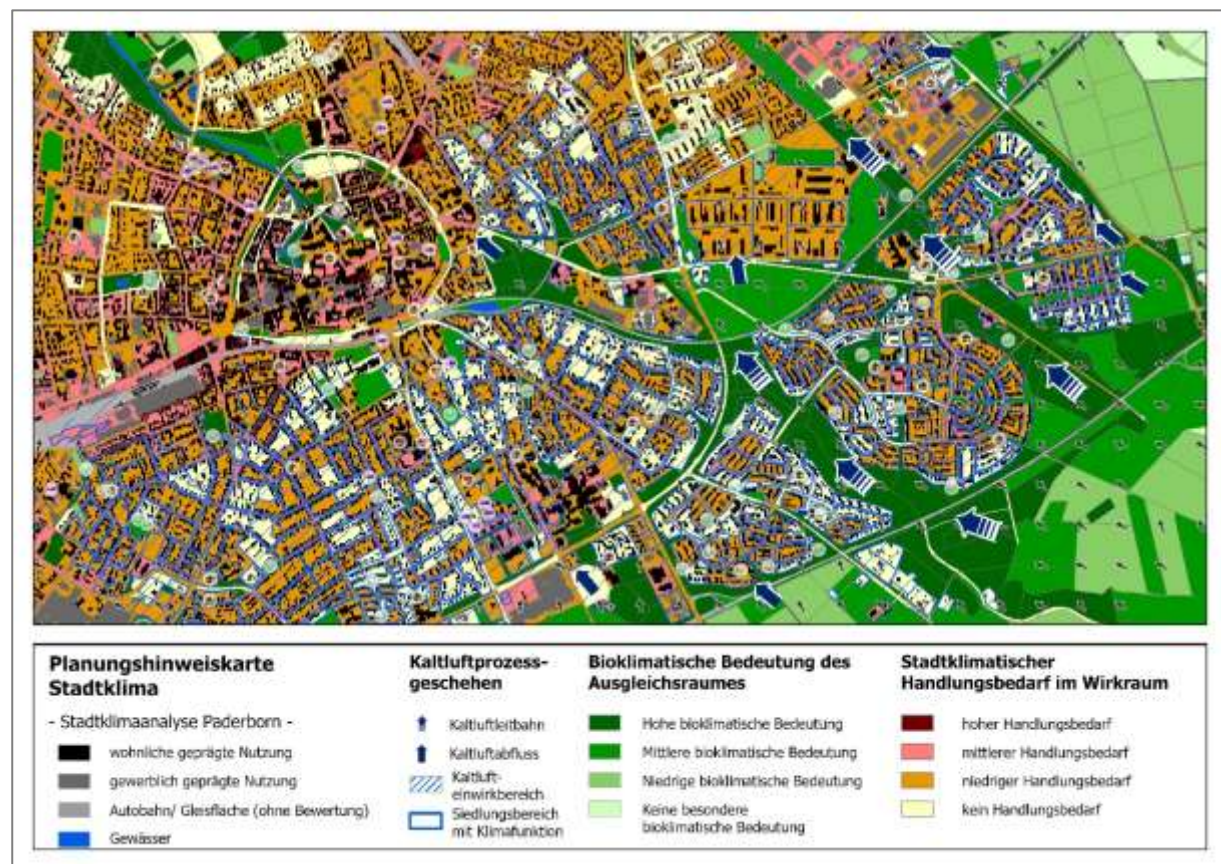 Planungshinweiskarte
Stadtklima
- Stadtklimaanalyse Paderborn -
wohnliche geprägte Nutzung
gewerblich geprägte Nutzung
Autobahn/ Gleisfläche (ohne Bewertung)
Gewässer
Kaltluftprozess-
geschehen
Kaltluftleitbahn
Kaltluftabfluss
Kaltluft-
einwirkbereich
Siedlungsbereich
mit Klimafunktion
Bioklimatische Bedeutung des
Ausgleichsraumes
Hohe bioklimatische Bedeutung
Mittlere bioklimatische Bedeutung
Niedrige bioklimatische Bedeutung
Keine besondere
bioklimatische Bedeutung
Stadtklimatischer
Handlungsbedarf im Wirkraum
hoher Handlungsbedarf
mittlerer Handlungsbedarf
niedriger Handlungsbedarf
kein Handlungsbedarf